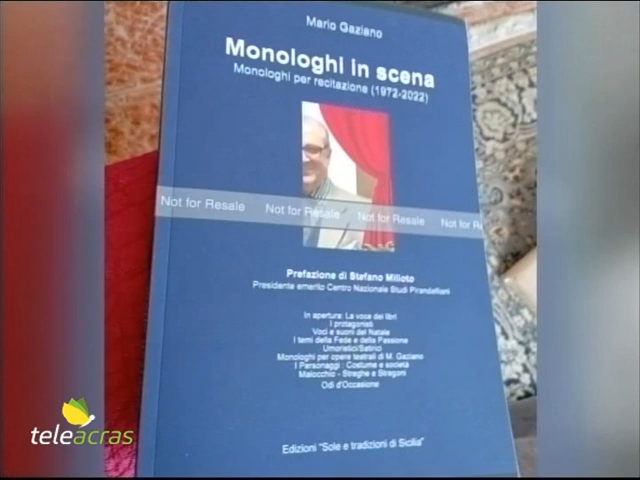 Mario Gaziano
Monologhi in scena
Monologhi per recitazione (1972-2022)
Not for Resale Not for Resale Not for Resale Not for Re
Prefazione di Stefano Milioto
Presidente emerito Centro Nazionale Studi Pirandelliani
In apertura: La voce dei libri
I protagonisti
Voci e suoni del Natale
I temi della Fede e della Passione
Umoristici/Satirici
Monologhi per opere teatrali di M. Gaziano
I Personaggi : Costume e società
Malocchio - Streghe e Stregoni
Odi d'Occasione
Edizioni "Sole e tradizioni di Sicilia"
teleacras